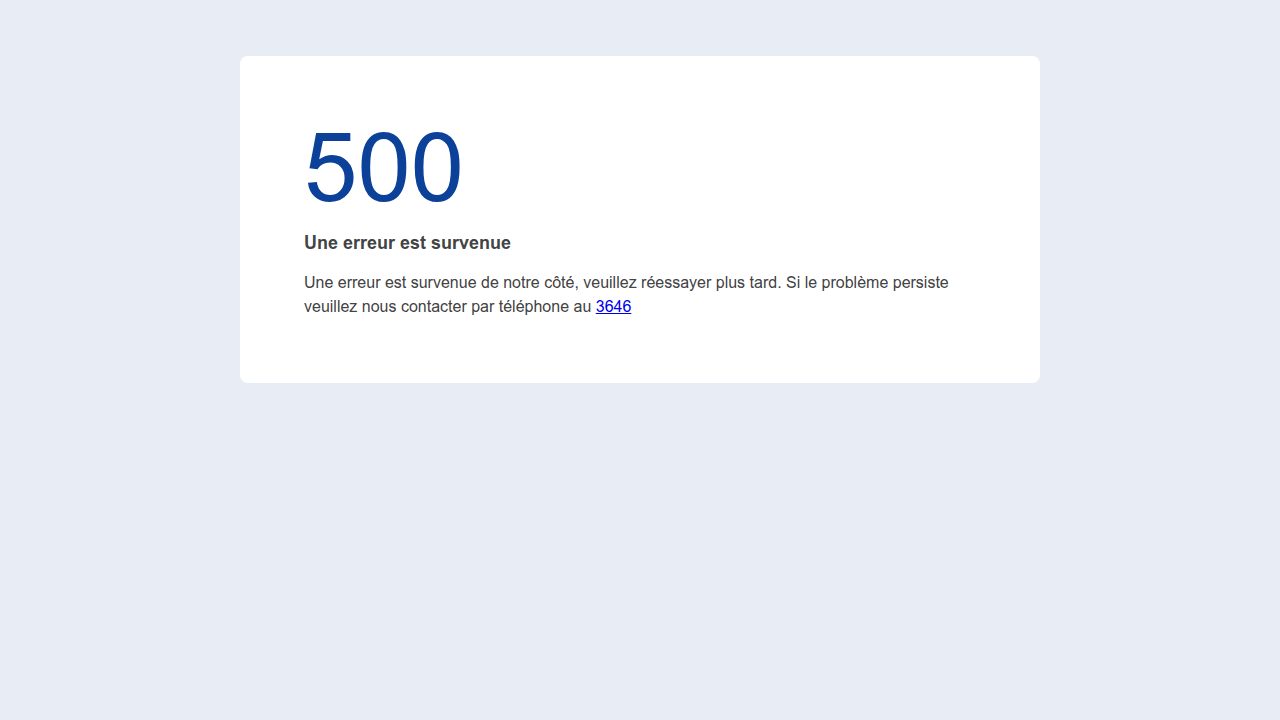 500
Une erreur est survenue
Une erreur est survenue de notre côté, veuillez réessayer plus tard. Si le problème persiste
veuillez nous contacter par téléphone au 3646